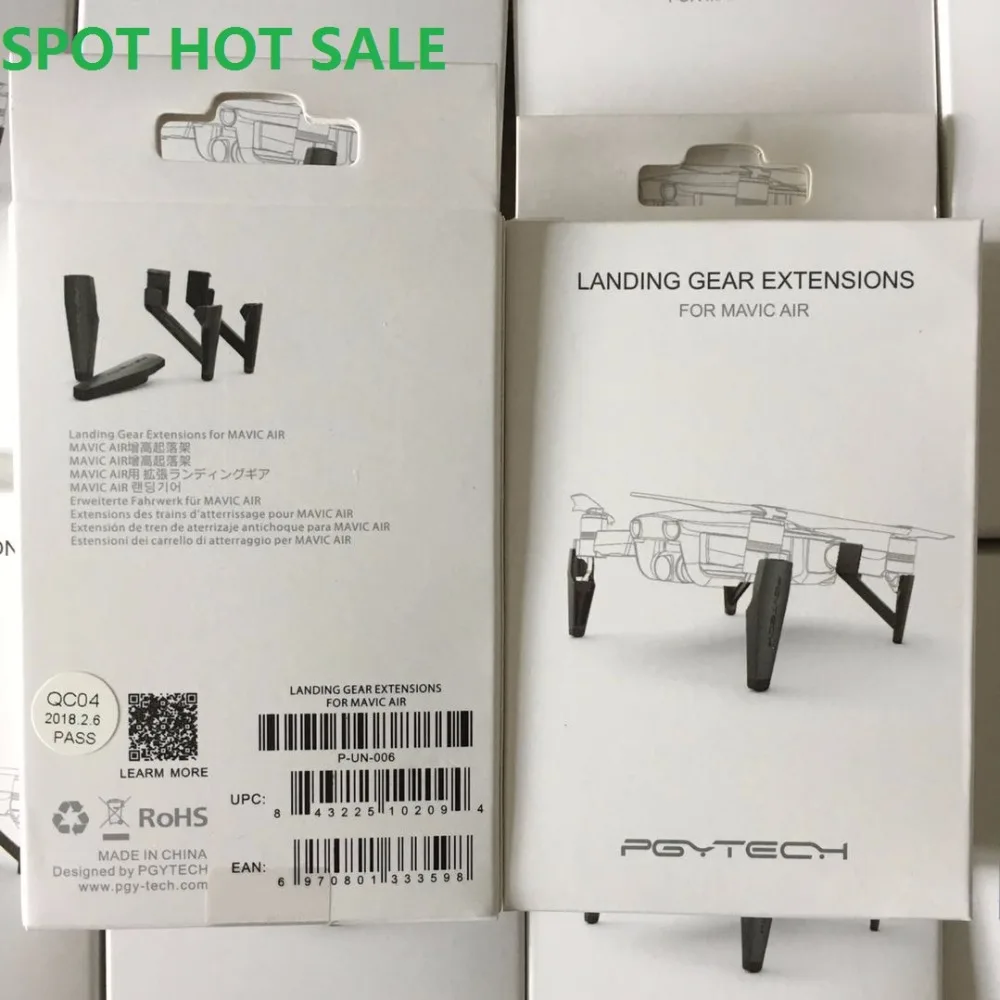 SPOT HOT SALE
Landing Gear Extensions for MAVIC AIR
MAVIC AIR增高起落架
MAVIC AIR增高起落架
MAVIC AIR用 拡張ランディングギア
MAVIC AIR 랜딩기어
Erweiterte Fahrwerk für MAVIC AIR
Extensions des trains d'atterrissage pour MAVIC AIR
Extensión de tren de aterrizaje antichoque para MAVIC AIR
Estensioni dei carrello di atterraggio per MAVIC AIR
QC04
2018.2.6
PASS
LEARM MORE
RoHS
MADE IN CHINA
Designed by PGYTECH
www.pgy-tech.com
LANDING GEAR EXTENSIONS
FOR MAVIC AIR
P-UN-006
UPC:
8 43225 10209 4
EAN:
6 970801 333598
LANDING GEAR EXTENSIONS
FOR MAVIC AIR
PGYTECH
ON